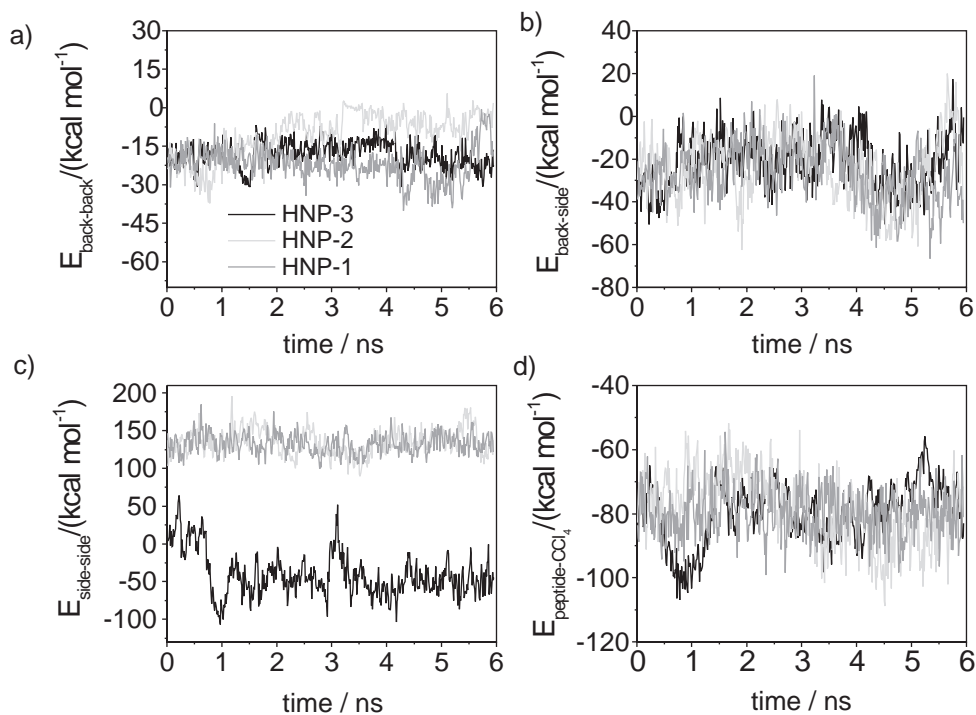 a)
E_back-back/(kcal mol⁻¹)
30
15
0
-15
-30
-45
-60
HNP-3
HNP-2
HNP-1
0 1 2 3 4 5 6
time / ns
b)
E_back-side/(kcal mol⁻¹)
40
20
0
-20
-40
-60
-80
0 1 2 3 4 5 6
time / ns
c)
E_side-side/(kcal mol⁻¹)
200
150
100
50
0
-50
-100
0 1 2 3 4 5 6
time / ns
d)
E_peptide-CCl₄/(kcal mol⁻¹)
-40
-60
-80
-100
-120
0 1 2 3 4 5 6
time / ns